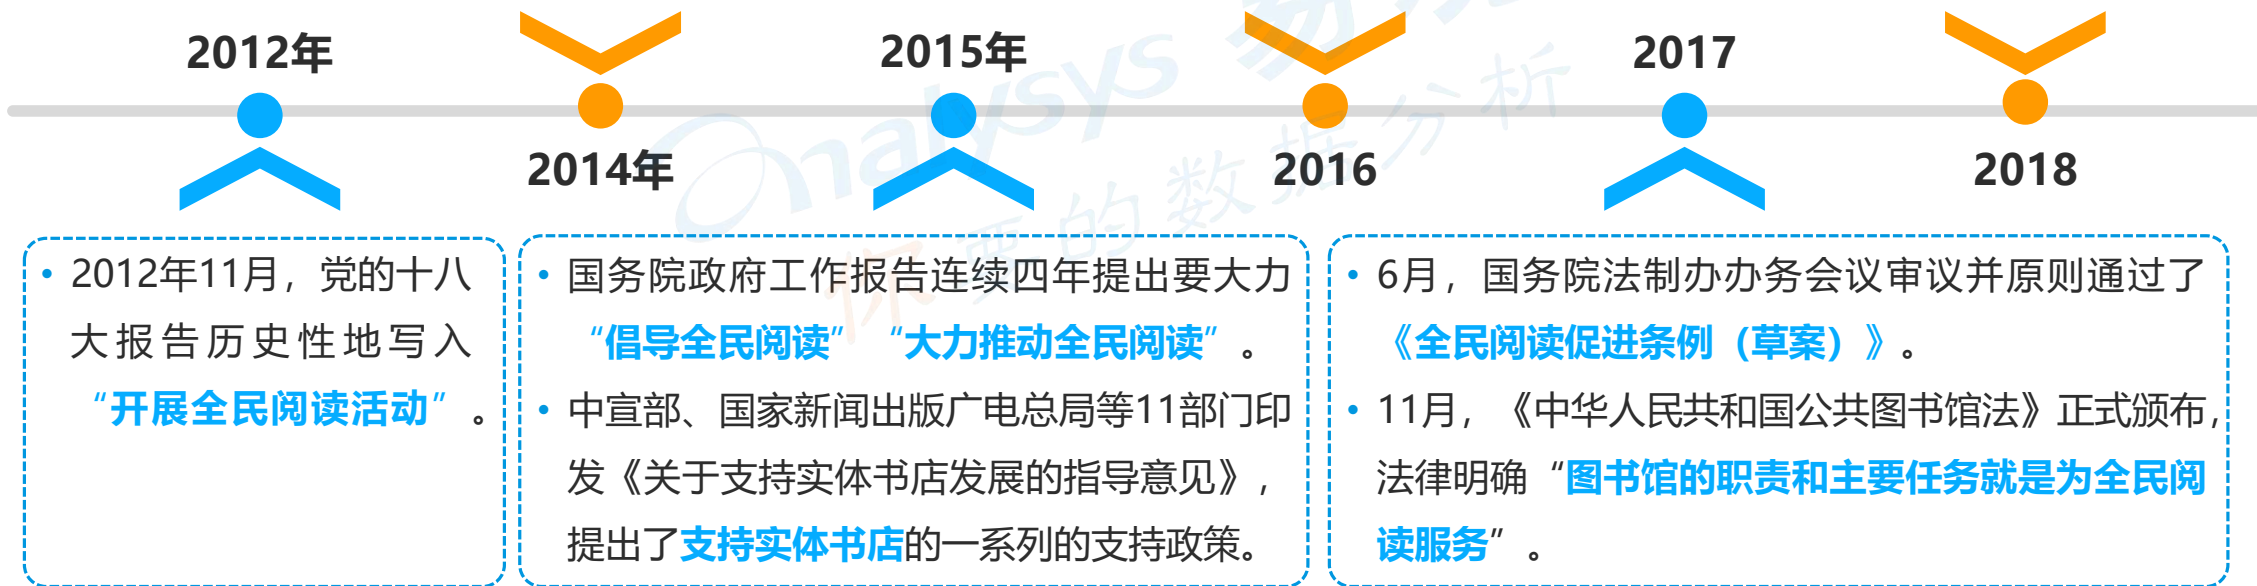 2012年
2015年
2017
2014年
2016
2018
Analysys 易观
你要的数据分析
• 2012年11月，党的十八
大报告历史性地写入
“开展全民阅读活动”。
• 国务院政府工作报告连续四年提出要大力
“倡导全民阅读”“大力推动全民阅读”。
• 中宣部、国家新闻出版广电总局等11部门印
发《关于支持实体书店发展的指导意见》，
提出了支持实体书店的一系列的支持政策。
• 6月，国务院法制办办务会议审议并原则通过了
《全民阅读促进条例（草案）》。
• 11月，《中华人民共和国公共图书馆法》正式颁布，
法律明确“图书馆的职责和主要任务就是为全民阅
读服务”。